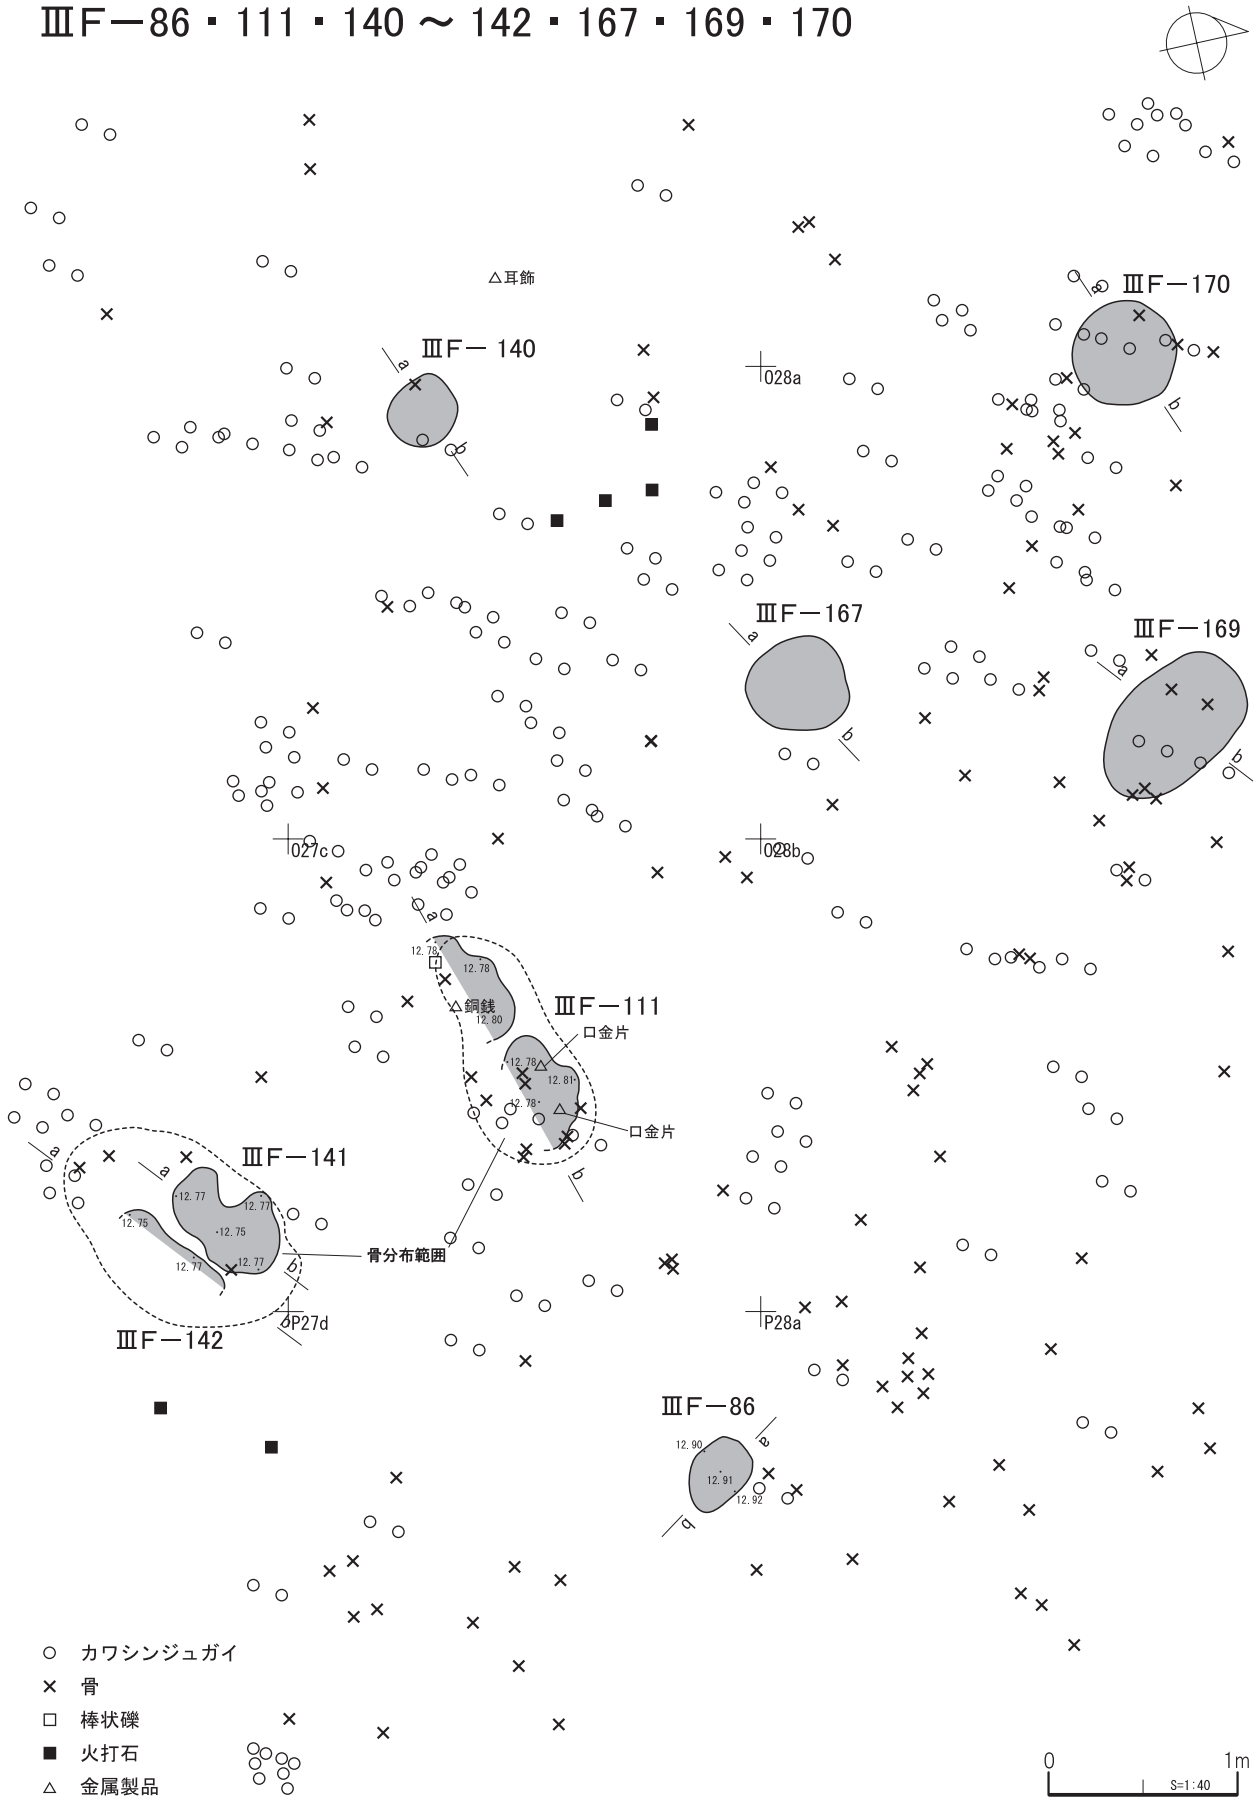 ⅢF－86・111・140～142・167・169・170
△耳飾
ⅢF－170
a
b
ⅢF－140
a
b
028a
ⅢF－167
a
b
ⅢF－169
a
b
027c
028b
a
12.78
12.78
△銅銭
12.80
ⅢF－111
口金片
12.78
12.81
12.78
口金片
b
ⅢF－141
a
a
12.77
12.77
12.75
12.75
12.77
12.77
骨分布範囲
b
b
P27d
ⅢF－142
P28a
ⅢF－86
a
12.90
12.91
12.92
b
○ カワシンジュガイ
× 骨
□ 棒状礫
■ 火打石
△ 金属製品
0 1m
S=1:40